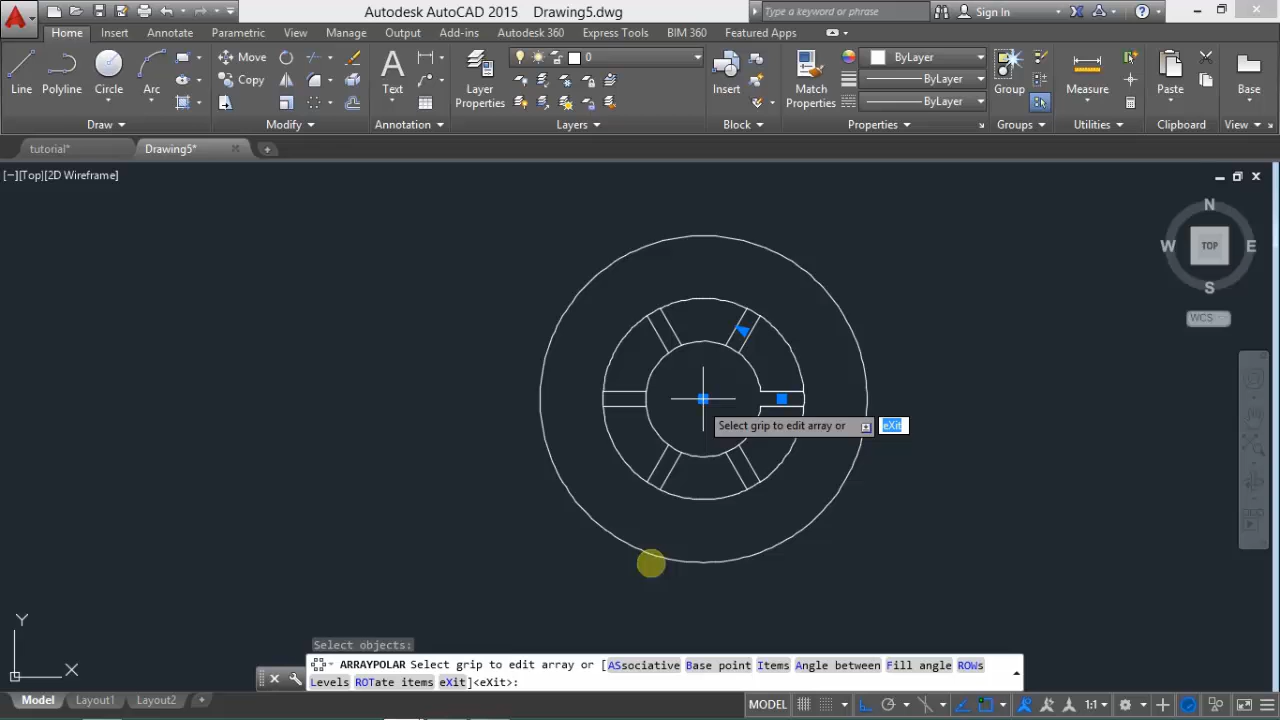 Autodesk AutoCAD 2015 Drawing5.dwg
Type a keyword or phrase
Sign In
Home Insert Annotate Parametric View Manage Output Add-ins Autodesk 360 Express Tools BIM 360 Featured Apps
Line Polyline Circle Arc
Move
Copy
Text
Layer Properties
0
Insert
Match Properties
ByLayer
ByLayer
ByLayer
Group
Measure
Paste
Base
Draw Modify Annotation Layers Block Properties Groups Utilities Clipboard View
tutorial* Drawing5*
[−][Top][2D Wireframe]
N
W TOP E
S
WCS
Select grip to edit array or eXit
Y
X
Select objects:
ARRAYPOLAR Select grip to edit array or [ASsociative Base point Items Angle between Fill angle ROWs
Levels ROTate items eXit]<eXit>:
Model Layout1 Layout2 +
MODEL 1:1